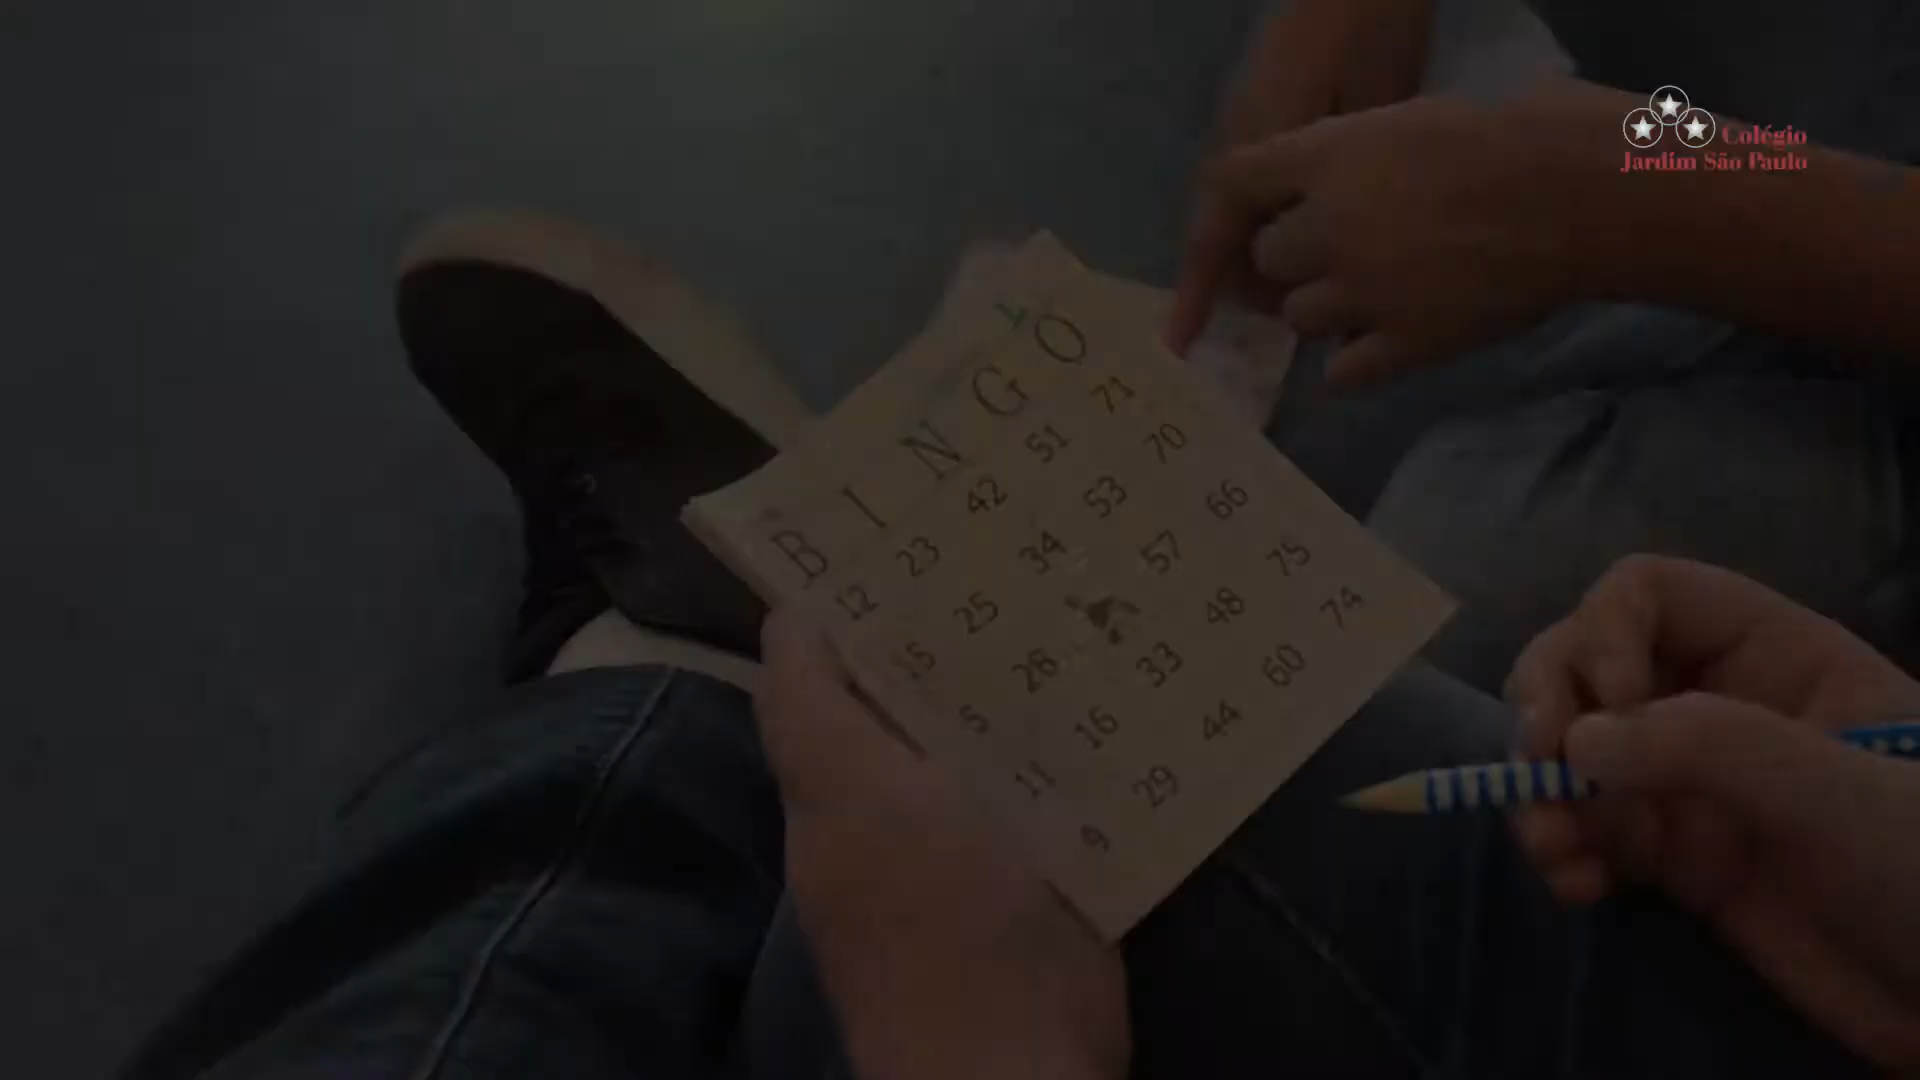 Colégio
Jardim São Paulo
B I N G O
12 23 42 51 71
15 25 34 53 70
5 26 57 66
11 16 33 48 75
9 29 44 60 74